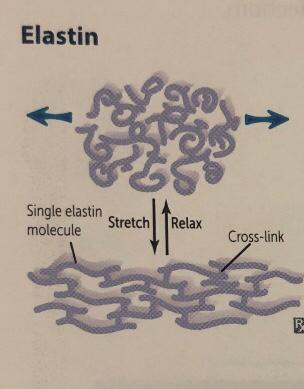 Elastin
Single elastin
molecule
Stretch
Relax
Cross-link